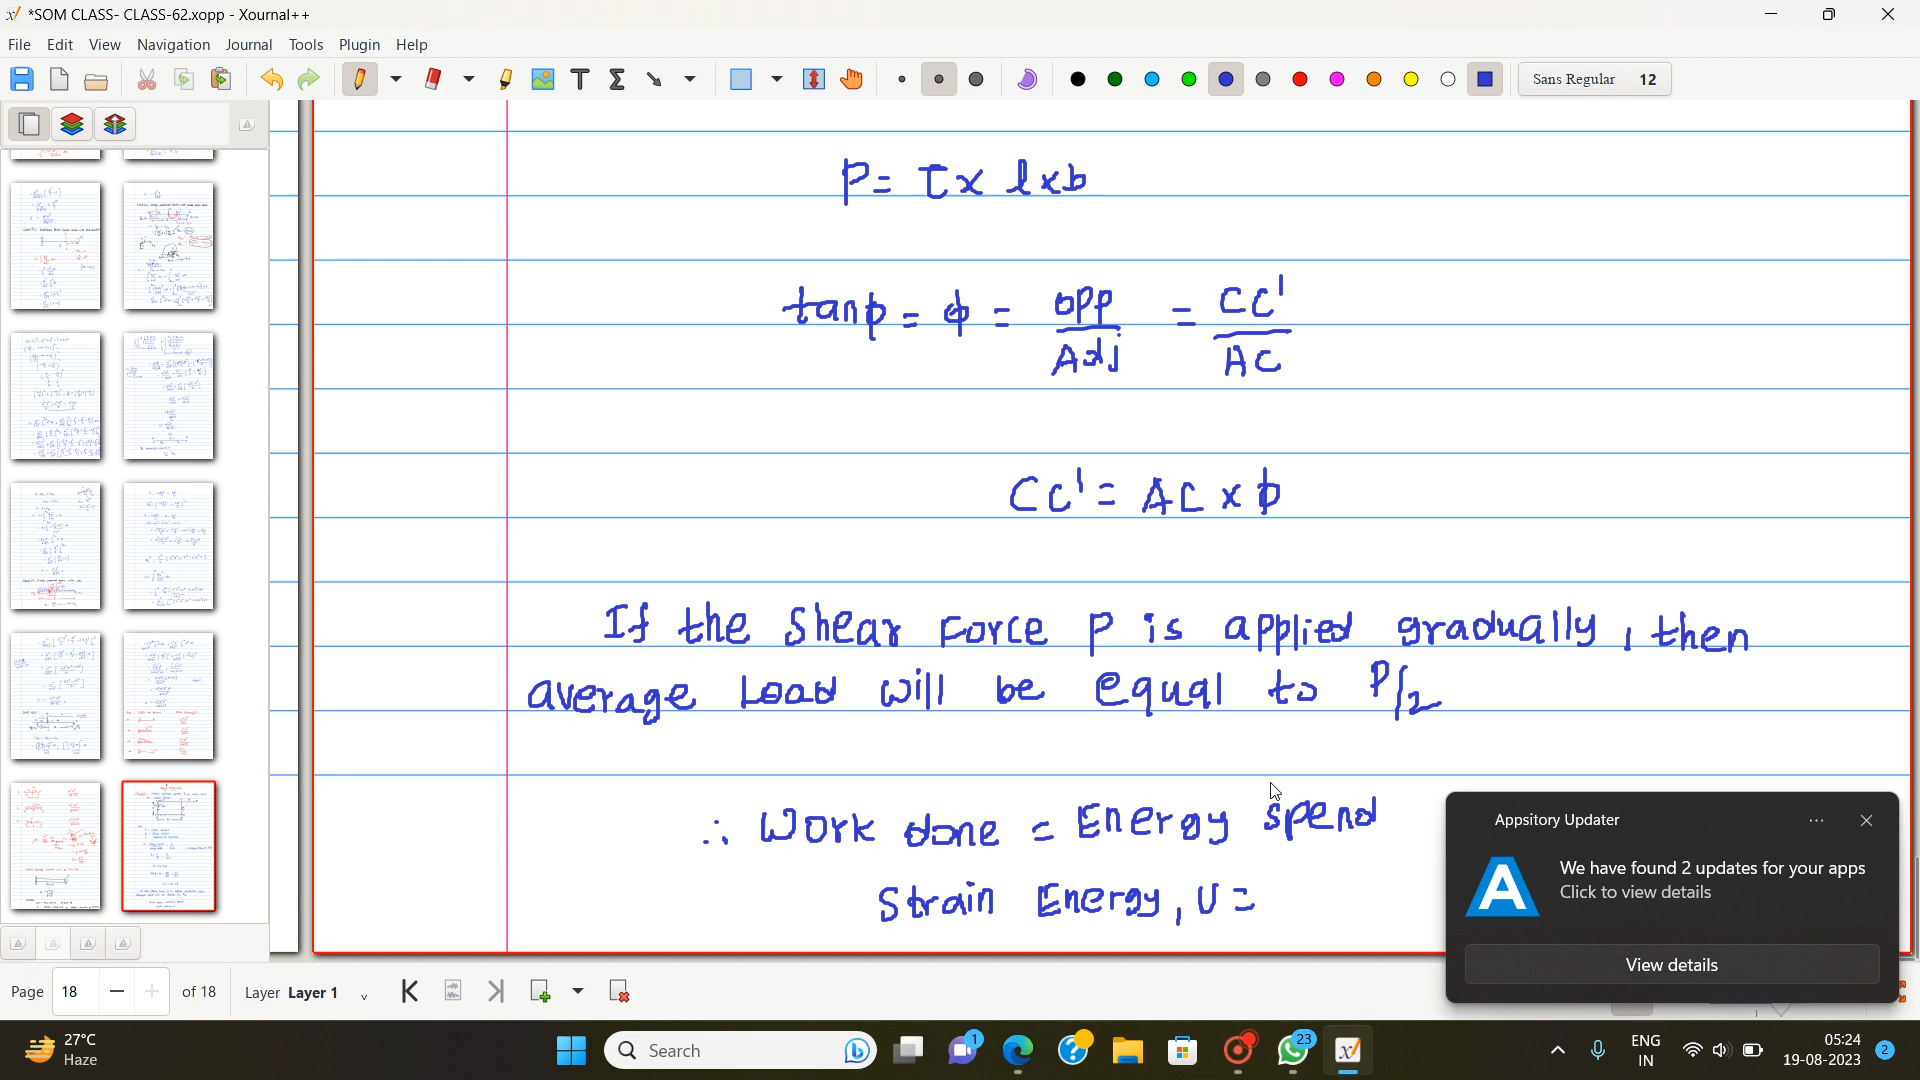 *SOM CLASS- CLASS-62.xopp - Xournal++
File Edit View Navigation Journal Tools Plugin Help
Sans Regular 12
P = τ x l x b
tanϕ = ϕ = opp/Adj = CC'/AC
CC' = AC x ϕ
If the Shear Force P is applied gradually, then
average Load will be equal to P/2
∴ Work done = Energy spend
Strain Energy, U =
Appsitory Updater
We have found 2 updates for your apps
Click to view details
View details
Page 18 of 18 Layer Layer 1
27°C
Haze
Search
1
23
ENG
IN
05:24
19-08-2023
2